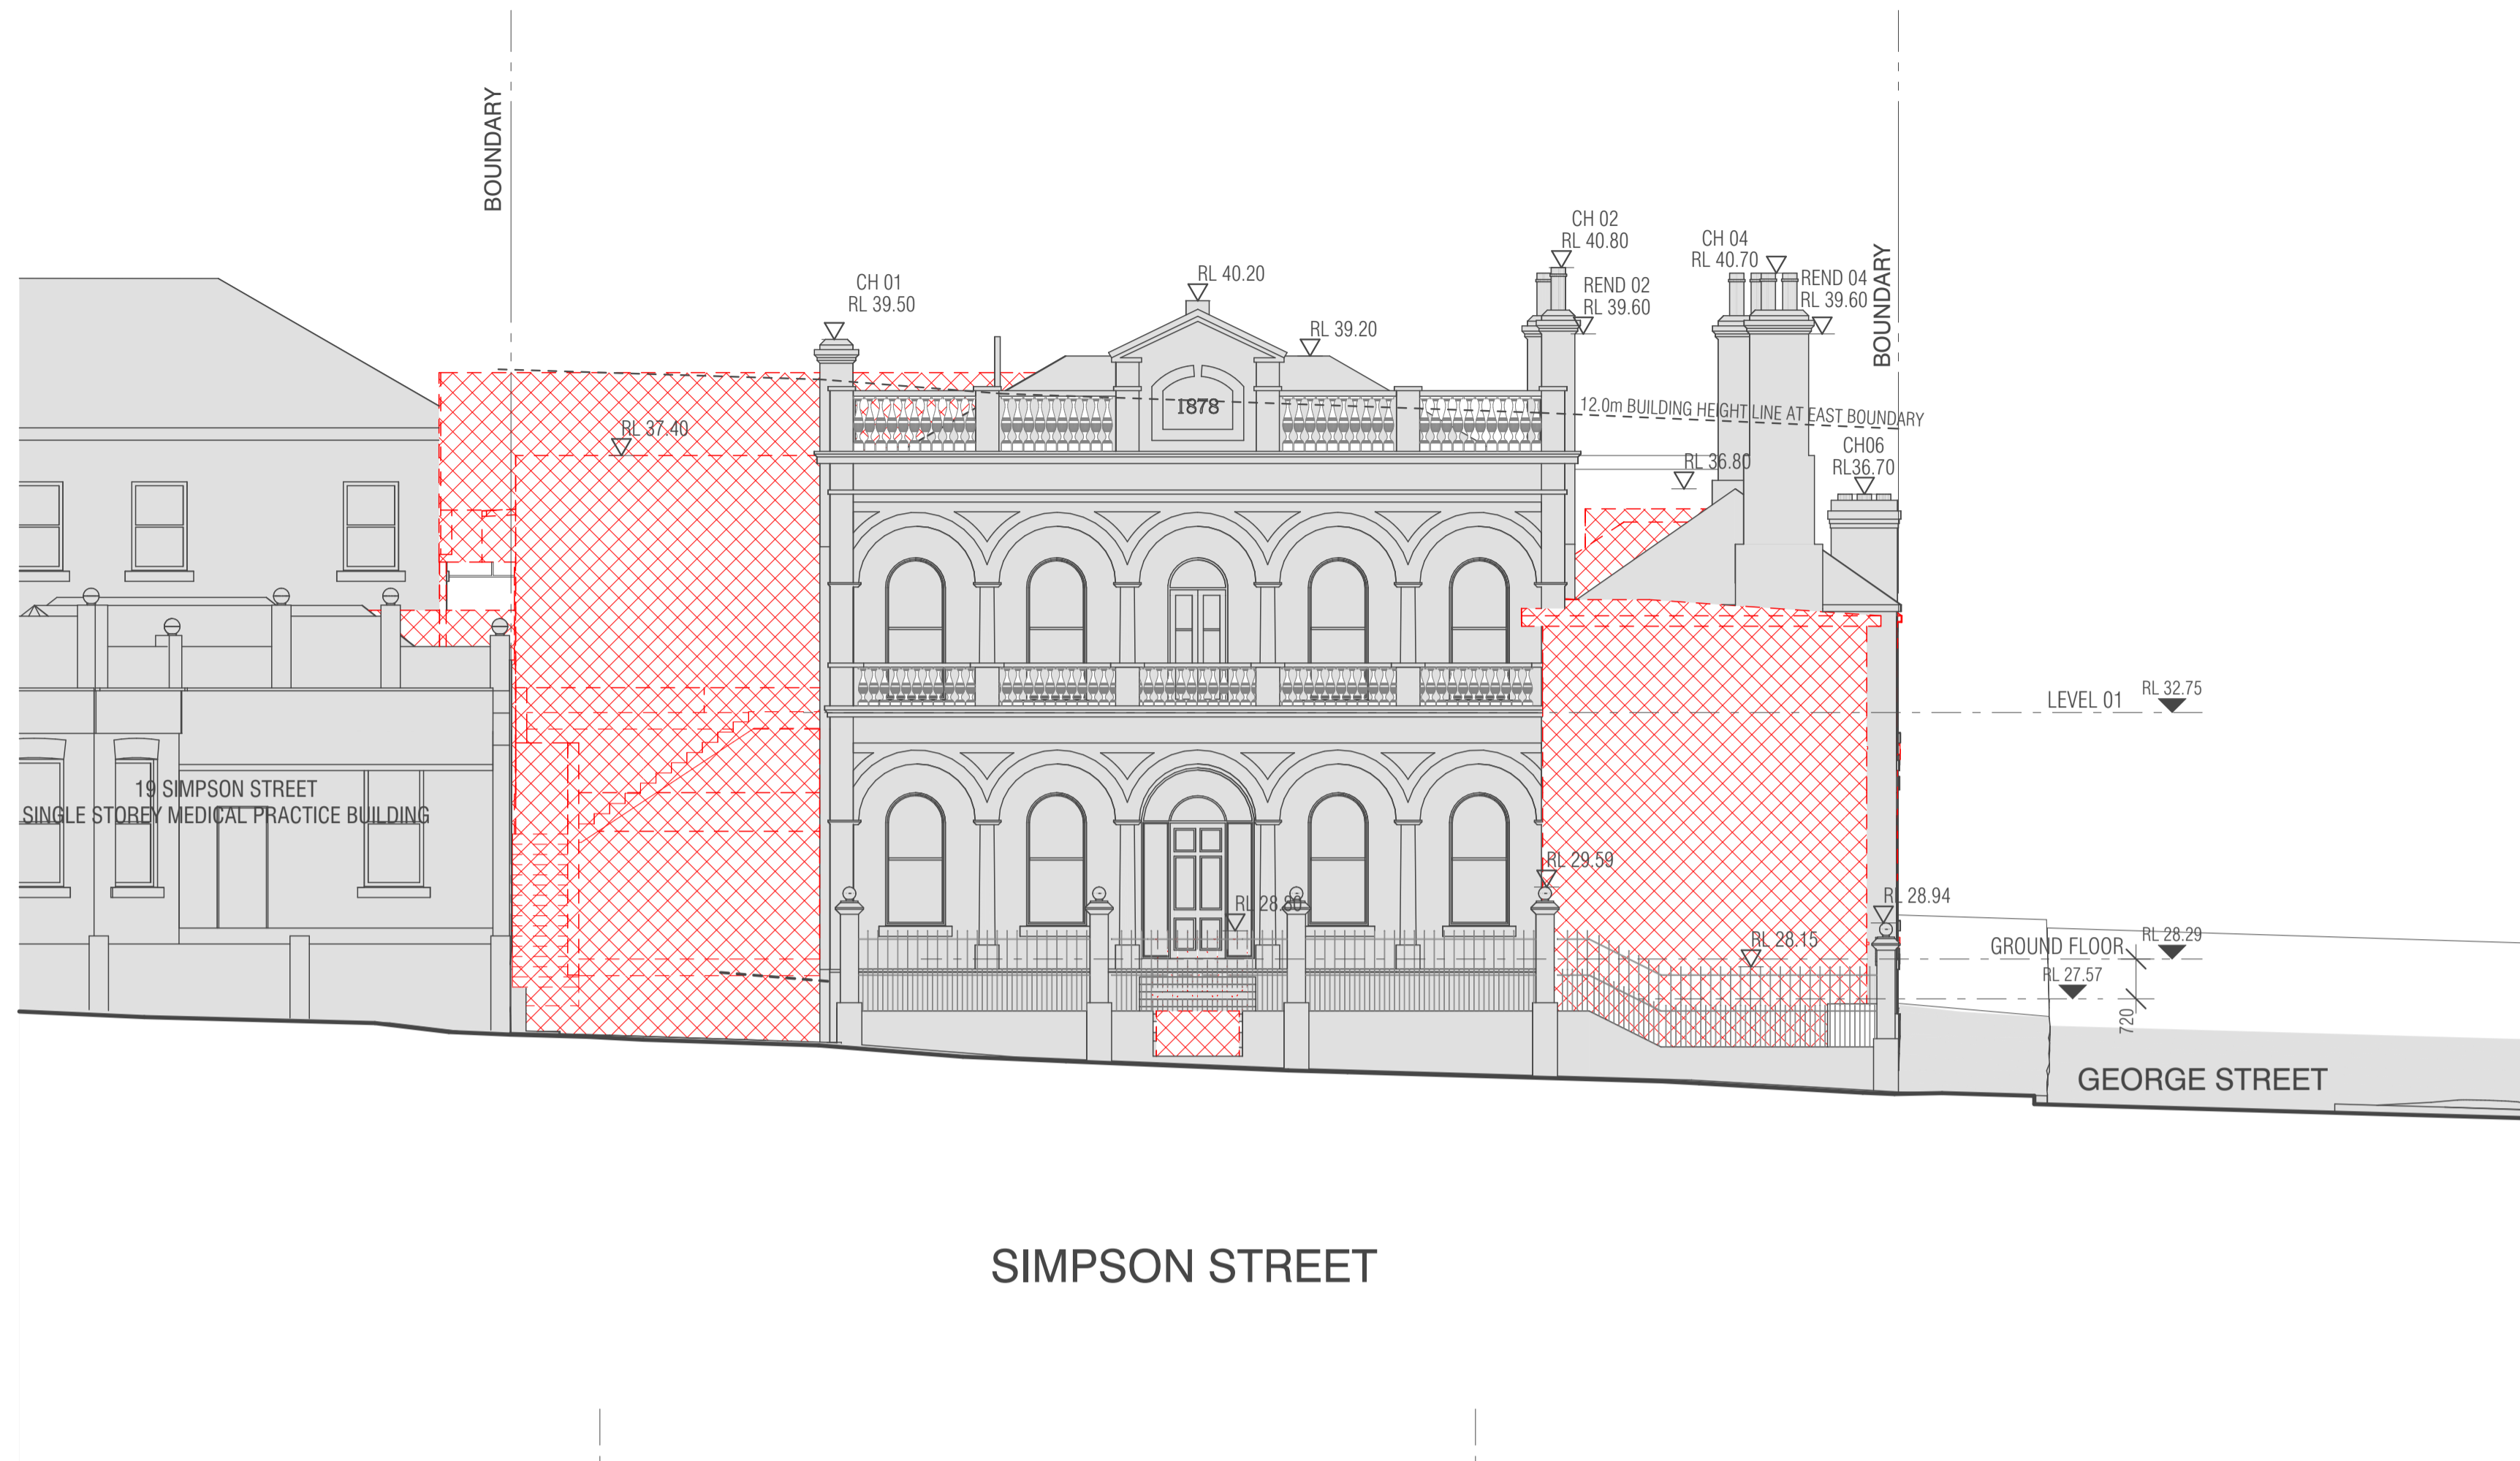 BOUNDARY
CH 02
RL 40.80
CH 04
RL 40.70
BOUNDARY
CH 01
RL 39.50
RL 40.20
REND 02
RL 39.60
REND 04
RL 39.60
RL 39.20
1878
12.0m BUILDING HEIGHT LINE AT EAST BOUNDARY
RL 37.40
CH06
RL36.70
RL 36.80
LEVEL 01 RL 32.75
19 SIMPSON STREET
SINGLE STOREY MEDICAL PRACTICE BUILDING
RL 29.59
RL 28.80
RL 28.94
RL 28.15
GROUND FLOOR RL 28.29
RL 27.57
720
GEORGE STREET
SIMPSON STREET